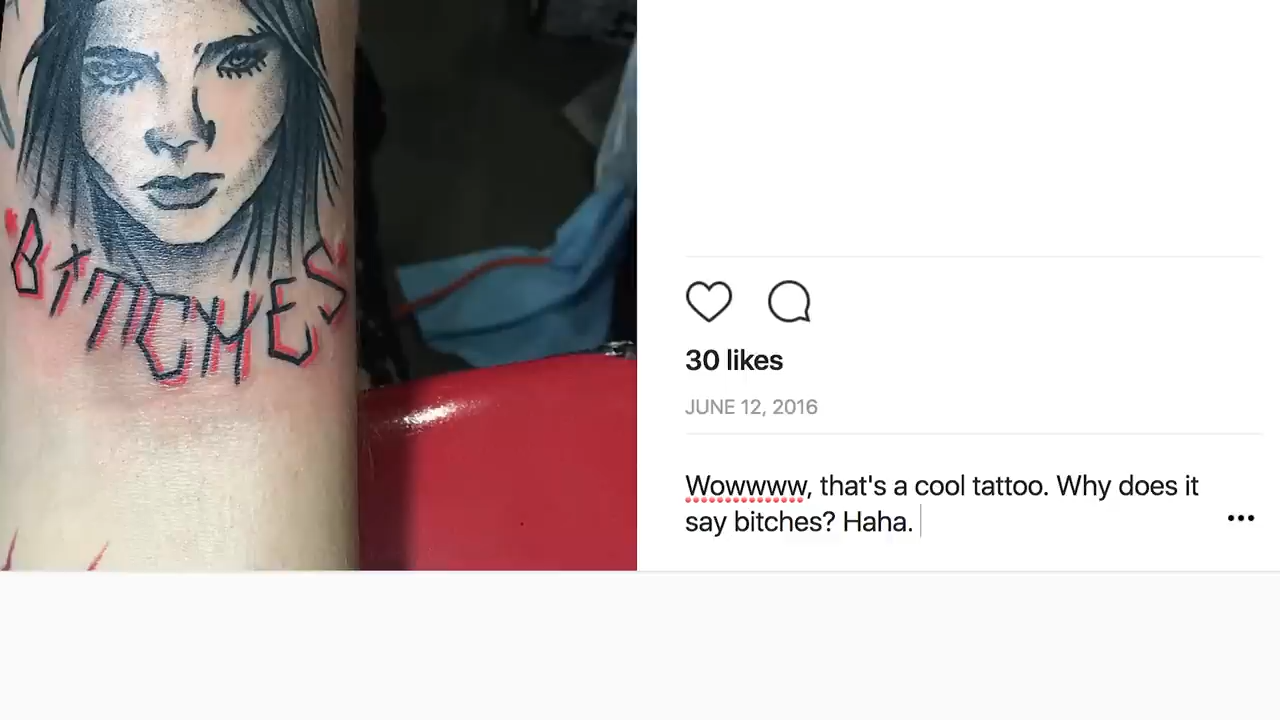 BITCHES
30 likes
JUNE 12, 2016
Wowwww, that's a cool tattoo. Why does it
say bitches? Haha.